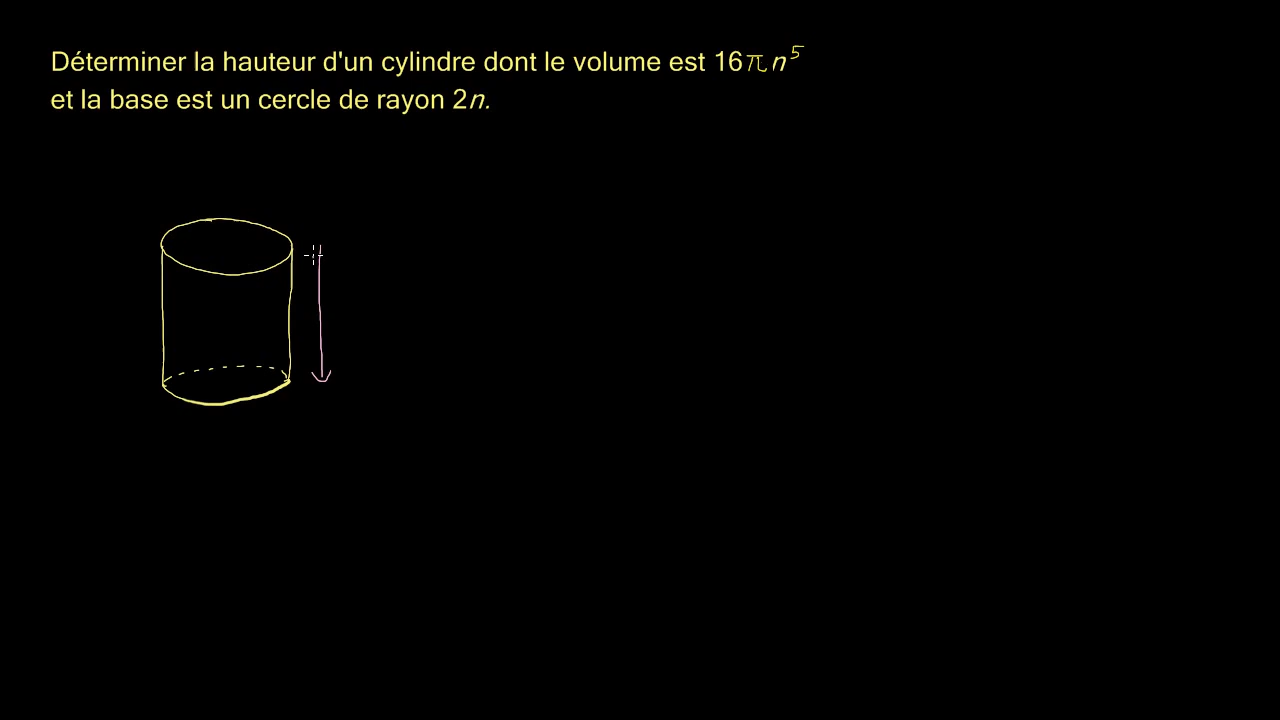 Déterminer la hauteur d'un cylindre dont le volume est 16πn⁵
et la base est un cercle de rayon 2n.